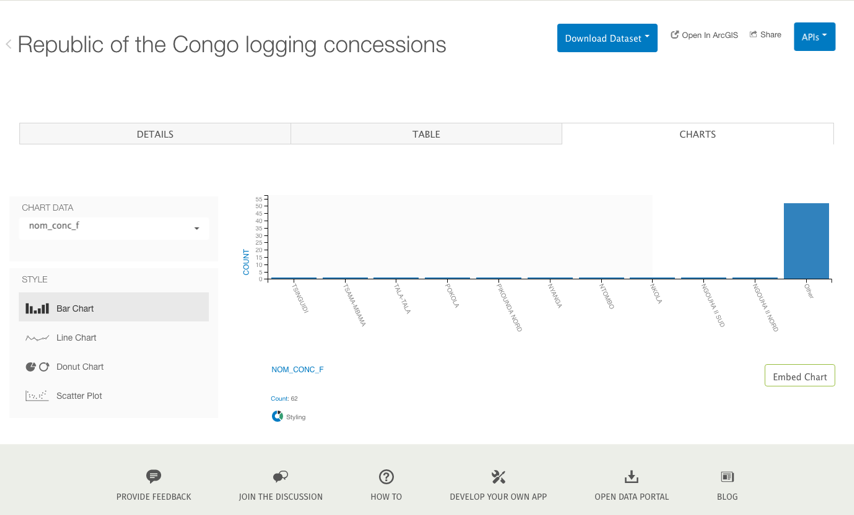 Republic of the Congo logging concessions
Download Dataset
Open In ArcGIS
Share
APIs
DETAILS
TABLE
CHARTS
CHART DATA
nom_conc_f
STYLE
Bar Chart
Line Chart
Donut Chart
Scatter Plot
COUNT
55
50
45
40
35
30
25
20
15
10
5
0
TSINGUIDI
TSAMA-MBAMA
TALA-TALA
POKOLA
PIKOUNDA NORD
NYANGA
NTOMBO
NKOLA
NGOUHA II SUD
NGOUHA II NORD
Other
NOM_CONC_F
Count: 62
Styling
Embed Chart
PROVIDE FEEDBACK
JOIN THE DISCUSSION
HOW TO
DEVELOP YOUR OWN APP
OPEN DATA PORTAL
BLOG